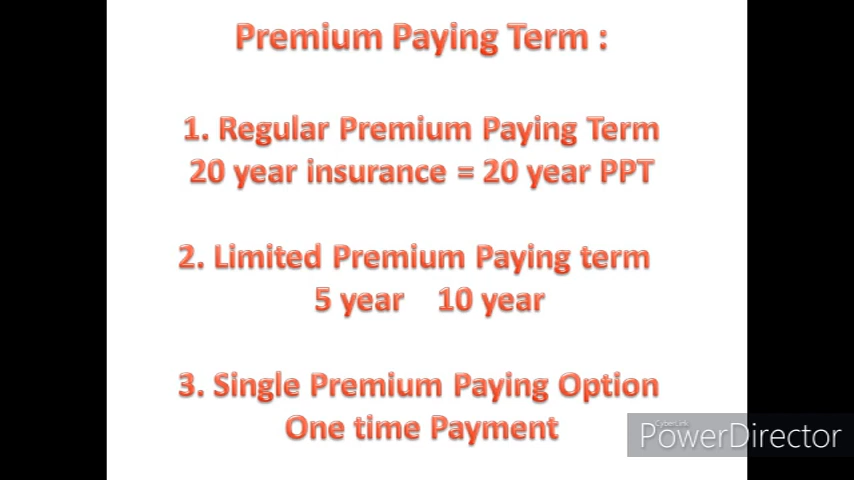 Premium Paying Term :
1. Regular Premium Paying Term
20 year insurance = 20 year PPT
2. Limited Premium Paying term
5 year 10 year
3. Single Premium Paying Option
One time Payment
CyberLink
PowerDirector